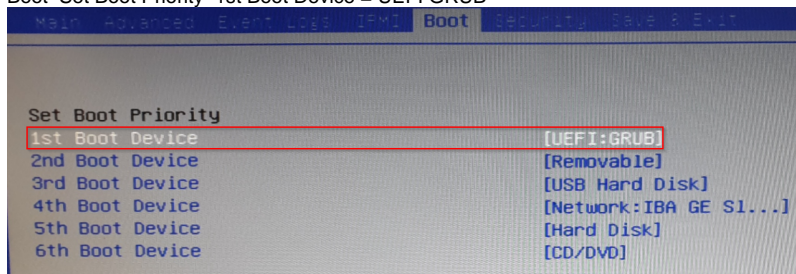 Main Advanced Event Logs IPMI Boot Security Save & Exit
Set Boot Priority
1st Boot Device [UEFI:GRUB]
2nd Boot Device [Removable]
3rd Boot Device [USB Hard Disk]
4th Boot Device [Network:IBA GE Sl...]
5th Boot Device [Hard Disk]
6th Boot Device [CD/DVD]